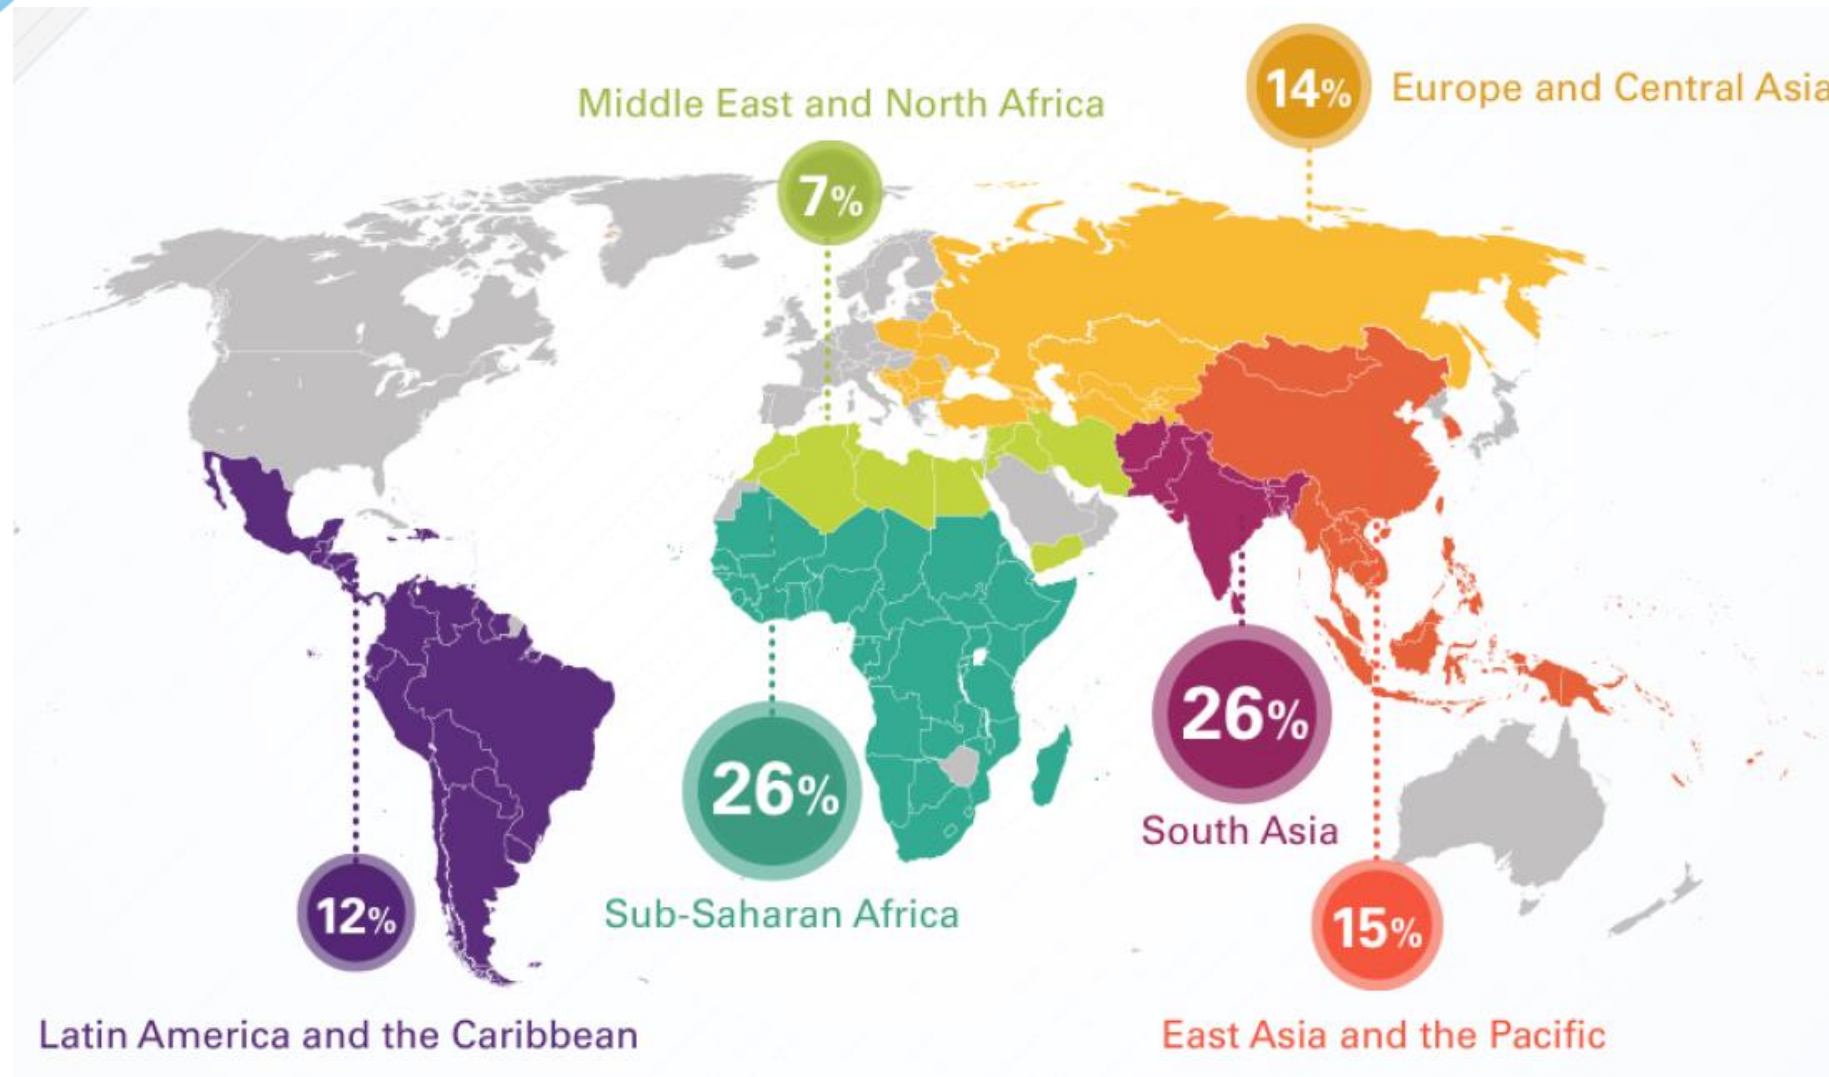 14%
Europe and Central Asia
Middle East and North Africa
7%
26%
South Asia
26%
Sub-Saharan Africa
12%
Latin America and the Caribbean
15%
East Asia and the Pacific